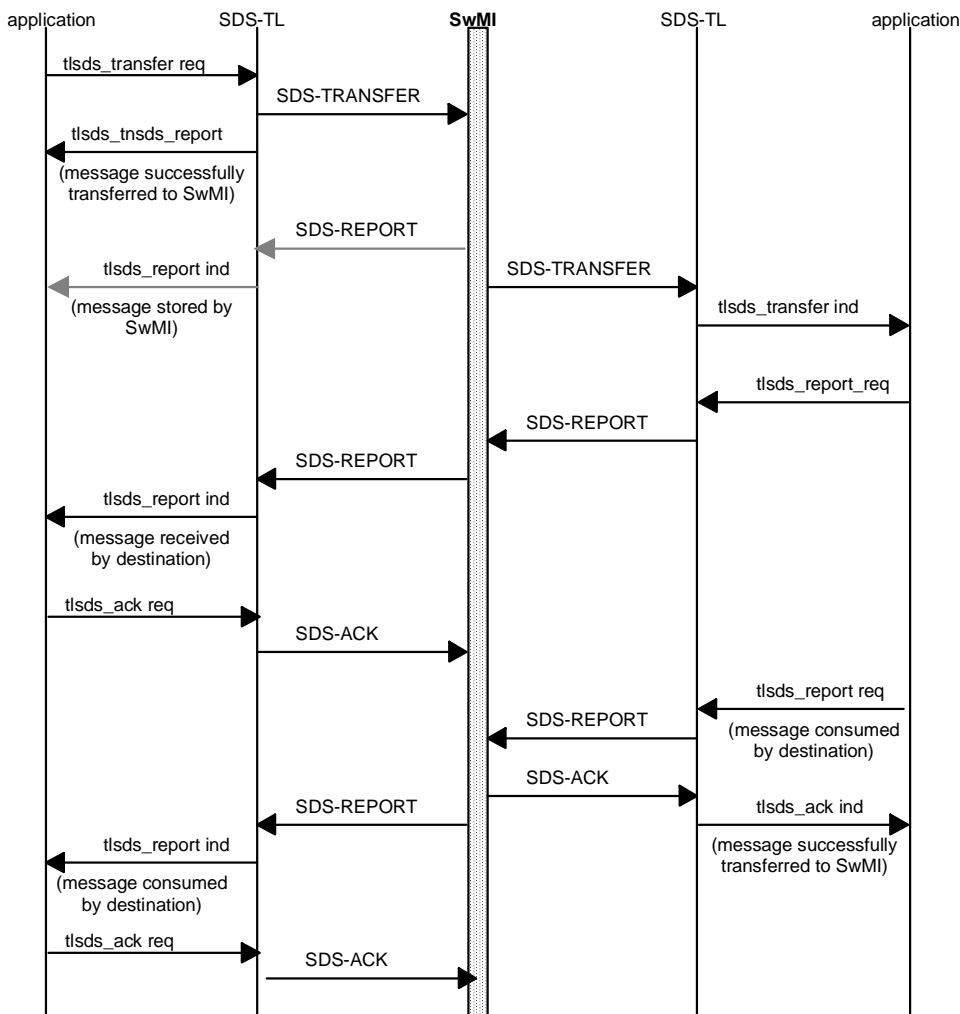 application
SDS-TL
SwMI
SDS-TL
application
tlsds_transfer req
SDS-TRANSFER
tlsds_tnsds_report
(message successfully
transferred to SwMI)
SDS-REPORT
tlsds_report ind
SDS-TRANSFER
(message stored by
SwMI)
tlsds_transfer ind
tlsds_report_req
SDS-REPORT
SDS-REPORT
tlsds_report ind
(message received
by destination)
tlsds_ack req
SDS-ACK
tlsds_report req
SDS-REPORT
(message consumed
by destination)
SDS-ACK
SDS-REPORT
tlsds_ack ind
tlsds_report ind
(message successfully
transferred to SwMI)
(message consumed
by destination)
tlsds_ack req
SDS-ACK